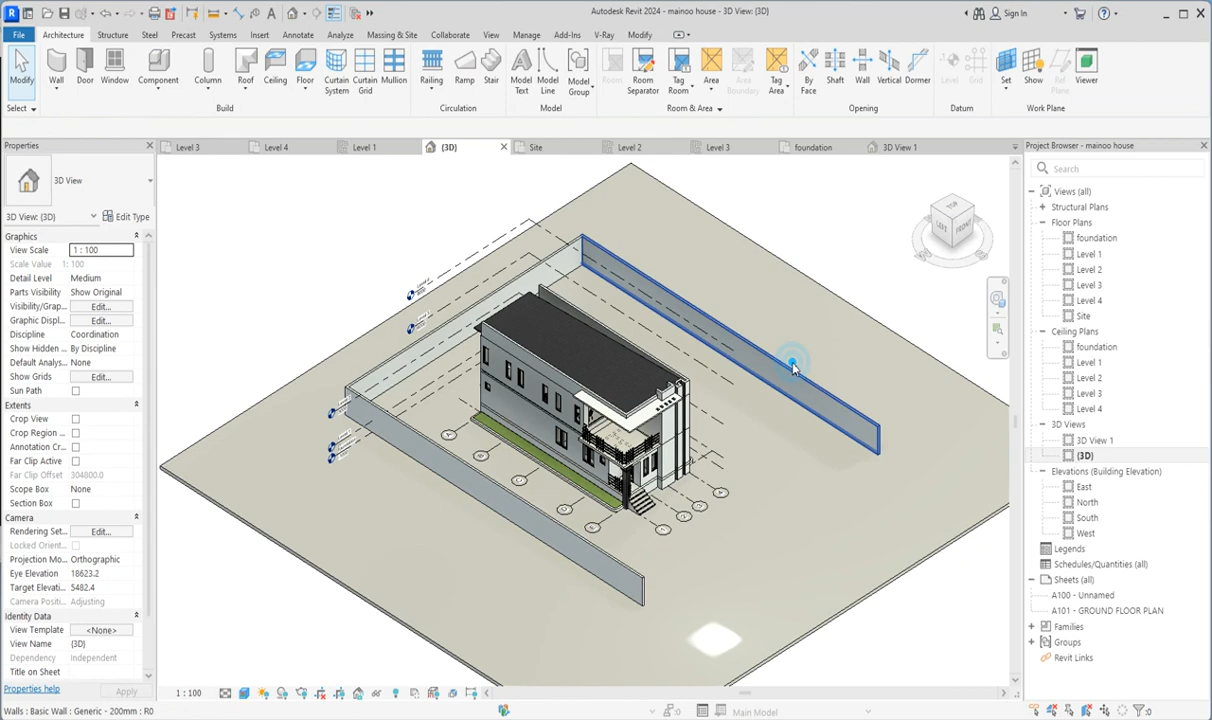 R
Autodesk Revit 2024 - mainoo house - 3D View: {3D}
Sign In
File Architecture Structure Steel Precast Systems Insert Annotate Analyze Massing & Site Collaborate View Manage Add-Ins V-Ray Modify
Modify Wall Door Window Component Column Roof Ceiling Floor Curtain System Curtain Grid Mullion Railing Ramp Stair Model Text Model Line Model Group Room Room Separator Tag Room Area Area Boundary Tag Area By Face Shaft Wall Vertical Dormer Level Grid Set Show Ref Plane Viewer
Select Build Circulation Model Room & Area Opening Datum Work Plane
Properties
Level 3 Level 4 Level 1 {3D} Site Level 2 Level 3 foundation 3D View 1
Project Browser - mainoo house
3D View
3D View: {3D} Edit Type
Graphics
View Scale 1 : 100
Scale Value 1: 100
Detail Level Medium
Parts Visibility Show Original
Visibility/Grap... Edit...
Graphic Displ... Edit...
Discipline Coordination
Show Hidden ... By Discipline
Default Analys... None
Show Grids Edit...
Sun Path
Extents
Crop View
Crop Region ...
Annotation Cr...
Far Clip Active
Far Clip Offset 304800.0
Scope Box None
Section Box
Camera
Rendering Set... Edit...
Locked Orient...
Projection Mo... Orthographic
Eye Elevation 18623.2
Target Elevati... 5482.4
Camera Positi... Adjusting
Identity Data
View Template <None>
View Name {3D}
Dependency Independent
Title on Sheet
Properties help Apply
TOP
LEFT
FRONT
Search
Views (all)
Structural Plans
Floor Plans
foundation
Level 1
Level 2
Level 3
Level 4
Site
Ceiling Plans
foundation
Level 1
Level 2
Level 3
Level 4
3D Views
3D View 1
{3D}
Elevations (Building Elevation)
East
North
South
West
Legends
Schedules/Quantities (all)
Sheets (all)
A100 - Unnamed
A101 - GROUND FLOOR PLAN
Families
Groups
Revit Links
1 : 100
Walls : Basic Wall : Generic - 200mm : R0
:0
Main Model
:0